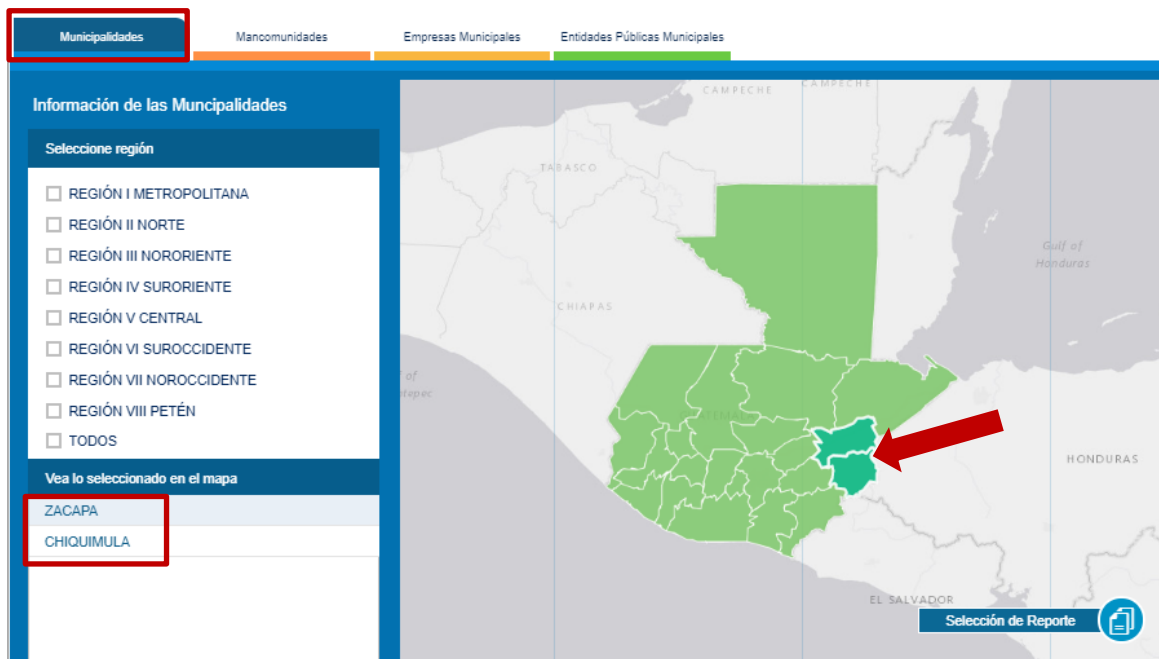 Municipalidades
Mancomunidades
Empresas Municipales
Entidades Públicas Municipales
Información de las Muncipalidades
Seleccione región
REGIÓN I METROPOLITANA
REGIÓN II NORTE
REGIÓN III NORORIENTE
REGIÓN IV SURORIENTE
REGIÓN V CENTRAL
REGIÓN VI SUROCCIDENTE
REGIÓN VII NOROCCIDENTE
REGIÓN VIII PETÉN
TODOS
Vea lo seleccionado en el mapa
ZACAPA
CHIQUIMULA
CAMPECHE
CAMPECHE
TABASCO
Gulf of
Honduras
CHIAPAS
of
GUATEMALA
HONDURAS
EL SALVADOR
Selección de Reporte